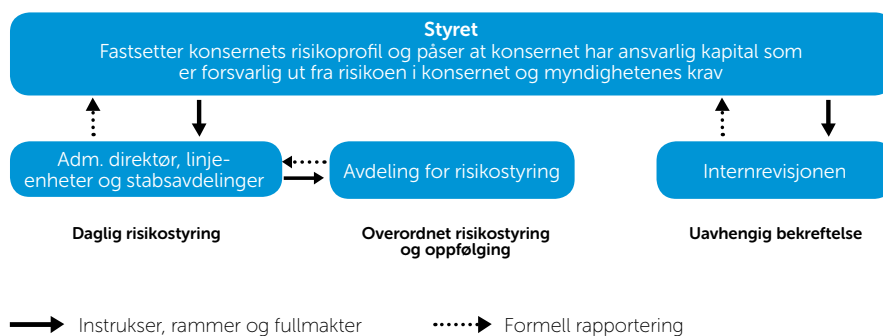 Styret
Fastsetter konsernets risikoprofil og påser at konsernet har ansvarlig kapital som
er forsvarlig ut fra risikoen i konsernet og myndighetenes krav
Adm. direktør, linje-
enheter og stabsavdelinger
Avdeling for risikostyring
Internrevisjonen
Daglig risikostyring
Overordnet risikostyring
og oppfølging
Uavhengig bekreftelse
Instrukser, rammer og fullmakter
Formell rapportering